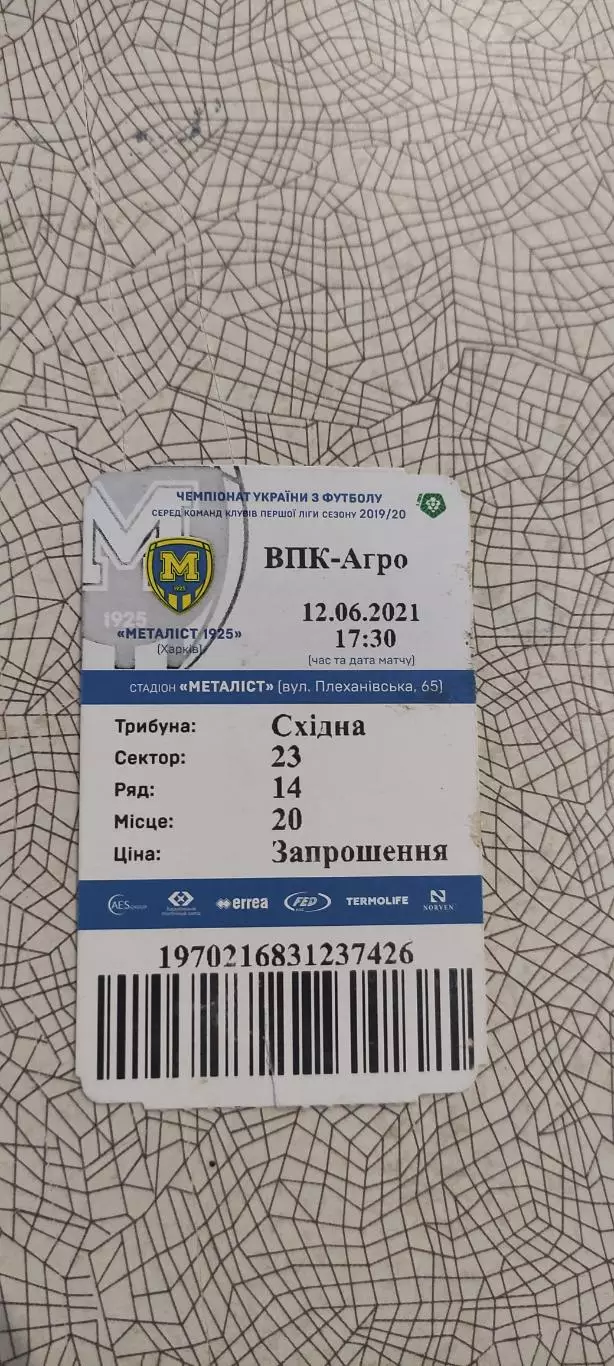 ЧЕМПІОНАТ УКРАЇНИ З ФУТБОЛУ
СЕРЕД КОМАНД КЛУБІВ ПЕРШОЇ ЛІГИ СЕЗОНУ 2019/20
М
M
1925
1925
ВПК-Агро
«МЕТАЛІСТ 1925»
(Харків)
12.06.2021
17:30
(час та дата матчу)
СТАДІОН «МЕТАЛІСТ» (вул. Плеханівська, 65)
Трибуна: Східна
Сектор: 23
Ряд: 14
Місце: 20
Ціна: Запрошення
AES errea FED TERMOLIFE N NORVEN
1970216831237426